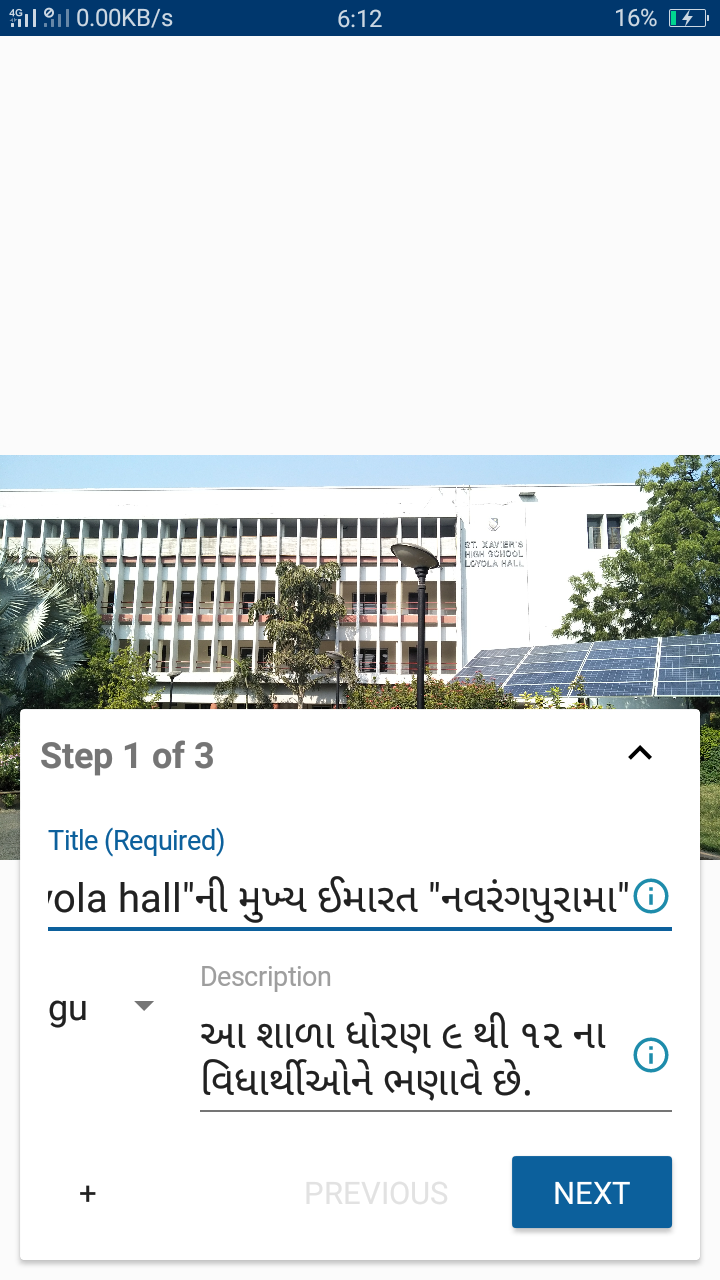 4G 0.00KB/s 6:12 16%
ST. XAVIER'S
HIGH SCHOOL
LOYOLA HALL
Step 1 of 3
Title (Required)
yola hall"ની મુખ્ય ઈમારત "નવરંગપુરામા"
gu
Description
આ શાળા ધોરણ ૯ થી ૧૨ ના
વિધાર્થીઓને ભણાવે છે.
+ PREVIOUS NEXT